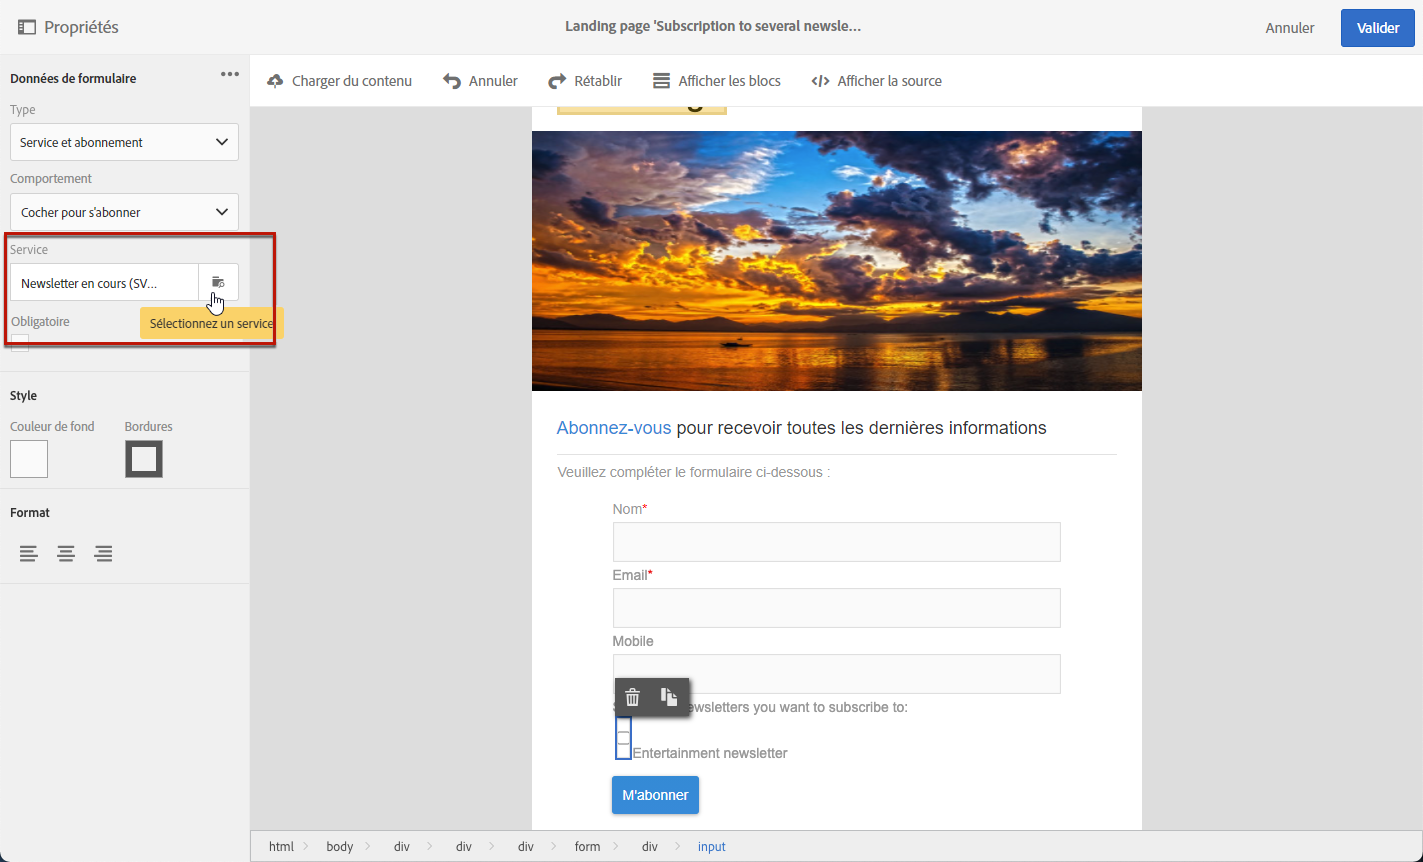 Propriétés
Landing page 'Subscription to several newsle...
Annuler
Valider
Données de formulaire
Type
Service et abonnement
Comportement
Cocher pour s'abonner
Service
Newsletter en cours (SV...
Obligatoire
Sélectionnez un service
Style
Couleur de fond
Bordures
Format
Charger du contenu
Annuler
Rétablir
Afficher les blocs
Afficher la source
Abonnez-vous pour recevoir toutes les dernières informations
Veuillez compléter le formulaire ci-dessous :
Nom*
Email*
Mobile
ewsletters you want to subscribe to:
Entertainment newsletter
M'abonner
html
body
div
div
div
form
div
input